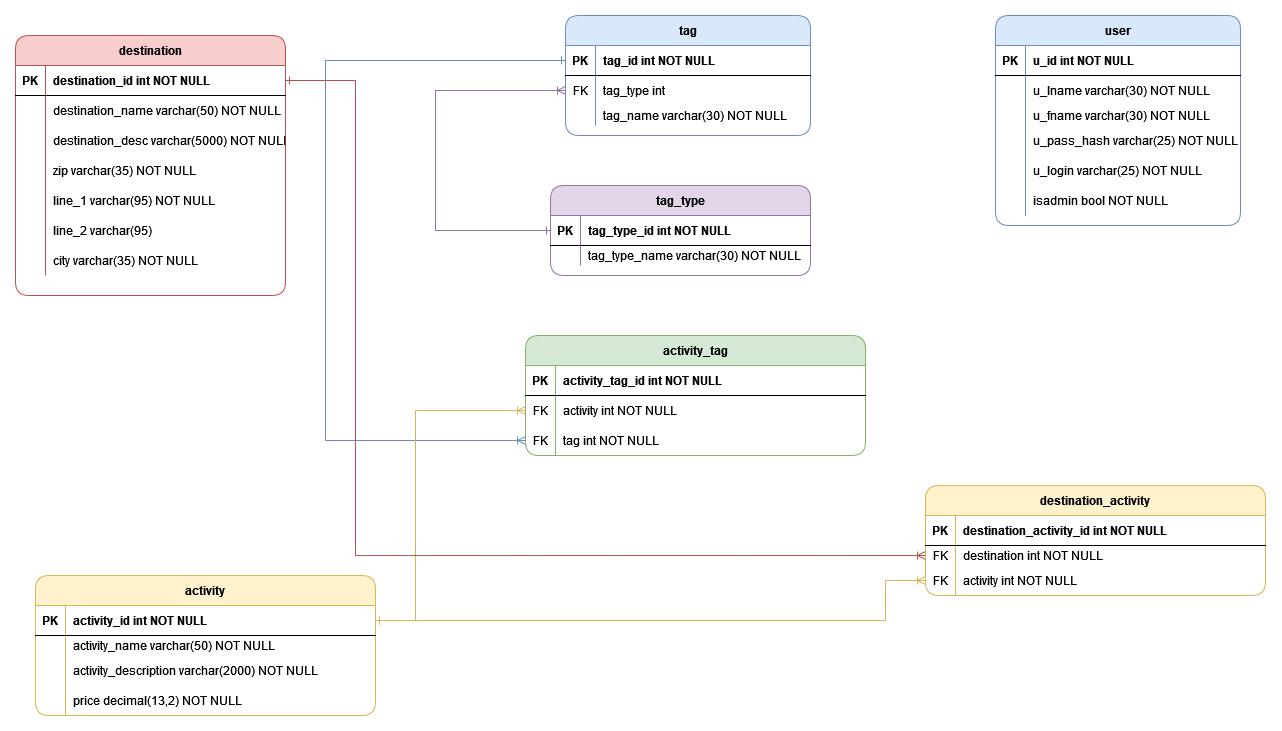 destination
PK destination_id int NOT NULL
destination_name varchar(50) NOT NULL
destination_desc varchar(5000) NOT NULL
zip varchar(35) NOT NULL
line_1 varchar(95) NOT NULL
line_2 varchar(95)
city varchar(35) NOT NULL
tag
PK tag_id int NOT NULL
FK tag_type int
tag_name varchar(30) NOT NULL
user
PK u_id int NOT NULL
u_lname varchar(30) NOT NULL
u_fname varchar(30) NOT NULL
u_pass_hash varchar(25) NOT NULL
u_login varchar(25) NOT NULL
isadmin bool NOT NULL
tag_type
PK tag_type_id int NOT NULL
tag_type_name varchar(30) NOT NULL
activity_tag
PK activity_tag_id int NOT NULL
FK activity int NOT NULL
FK tag int NOT NULL
destination_activity
PK destination_activity_id int NOT NULL
FK destination int NOT NULL
FK activity int NOT NULL
activity
PK activity_id int NOT NULL
activity_name varchar(50) NOT NULL
activity_description varchar(2000) NOT NULL
price decimal(13,2) NOT NULL